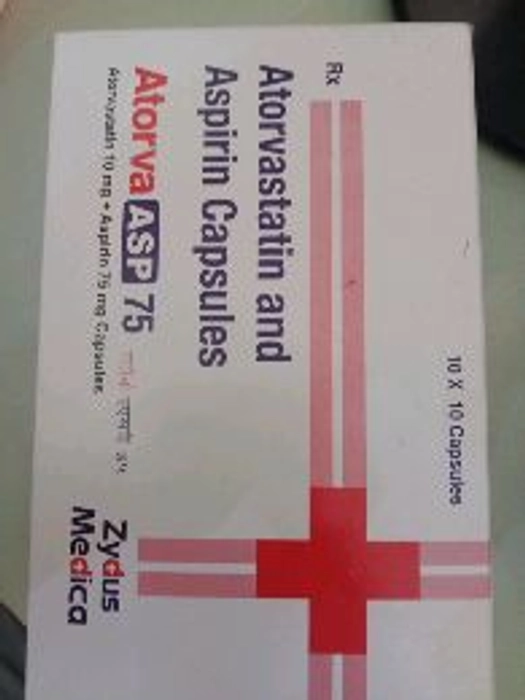 10 X 10 Capsules
Rx
Atorvastatin and
Aspirin Capsules
Atorva ASP 75
Atorvastatin 10 mg + Aspirin 75 mg Capsules
Zydus
Medica